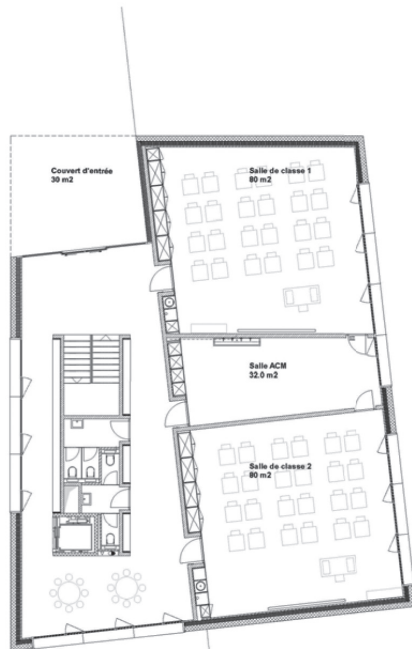 Couvert d'entrée
30 m2
Salle de classe 1
80 m2
Salle ACM
32.0 m2
Salle de classe 2
80 m2